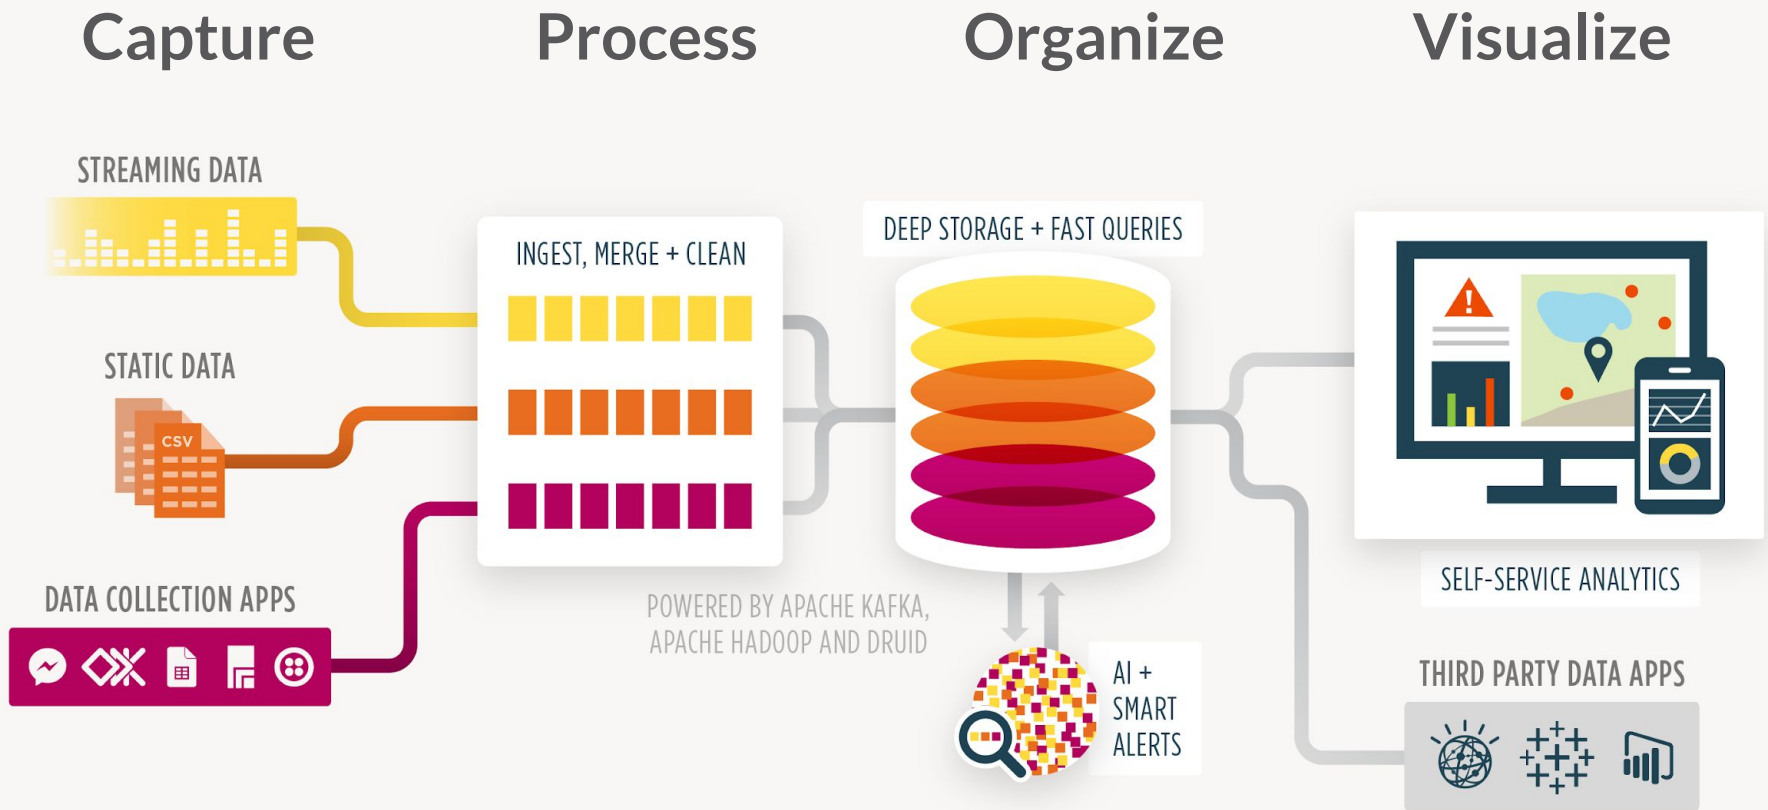 Capture
Process
Organize
Visualize
STREAMING DATA
STATIC DATA
CSV
DATA COLLECTION APPS
INGEST, MERGE + CLEAN
POWERED BY APACHE KAFKA,
APACHE HADOOP AND DRUID
DEEP STORAGE + FAST QUERIES
AI +
SMART
ALERTS
!
SELF-SERVICE ANALYTICS
THIRD PARTY DATA APPS